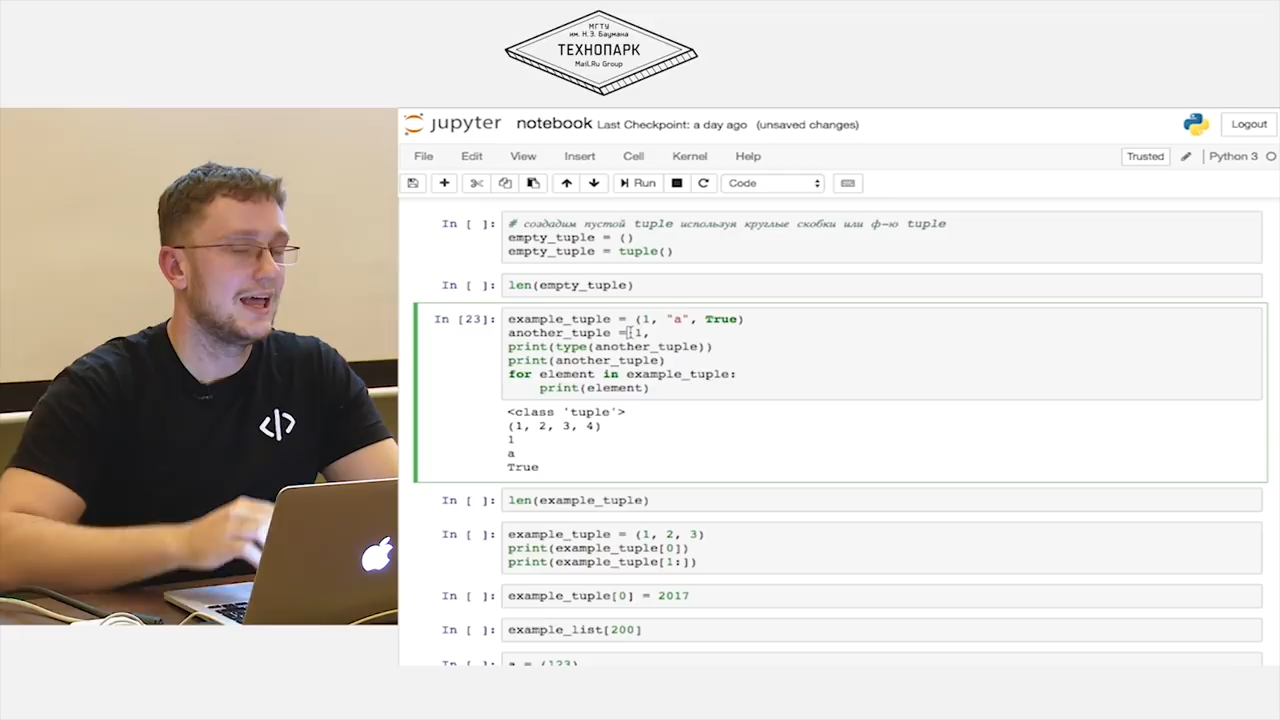 МГТУ
им. Н.Э. Баумана
ТЕХНОПАРК
Mail.Ru Group
jupyter notebook Last Checkpoint: a day ago (unsaved changes)
Logout
File Edit View Insert Cell Kernel Help
Trusted
Python 3
Run
Code
In [ ]: # создадим пустой tuple используя круглые скобки или ф-ю tuple
empty_tuple = ()
empty_tuple = tuple()
In [ ]: len(empty_tuple)
In [23]: example_tuple = (1, "a", True)
another_tuple = 1,
print(type(another_tuple))
print(another_tuple)
for element in example_tuple:
print(element)
<class 'tuple'>
(1, 2, 3, 4)
1
a
True
In [ ]: len(example_tuple)
In [ ]: example_tuple = (1, 2, 3)
print(example_tuple[0])
print(example_tuple[1:])
In [ ]: example_tuple[0] = 2017
In [ ]: example_list[200]
In [ ]: a = (123)